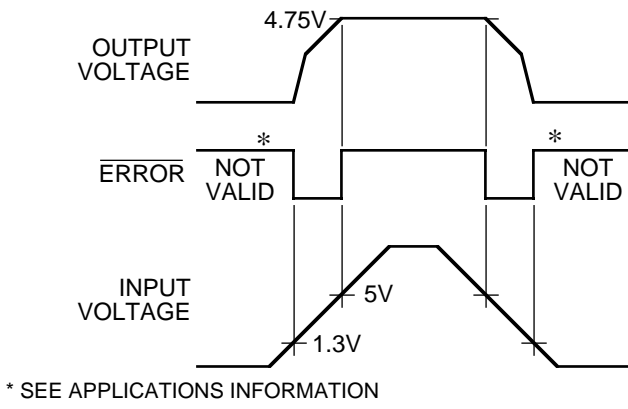 4.75V
OUTPUT
VOLTAGE
*
*
ERROR
NOT
VALID
NOT
VALID
INPUT
VOLTAGE
5V
1.3V
* SEE APPLICATIONS INFORMATION